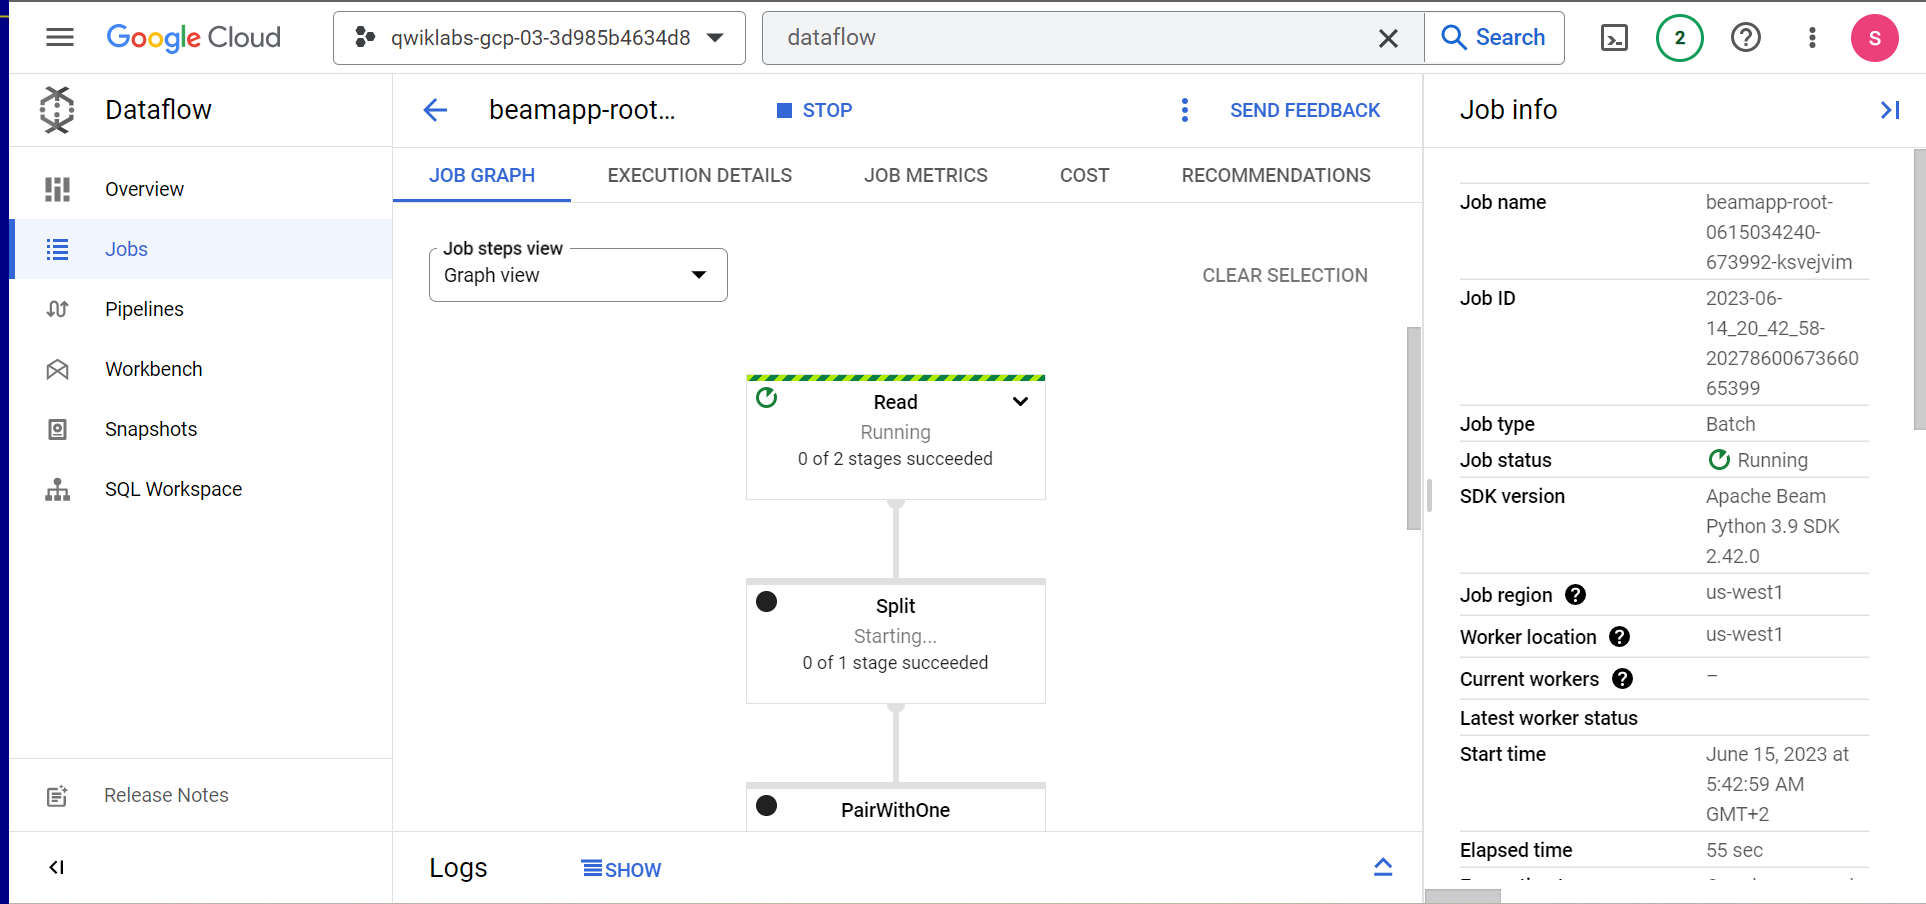 Google Cloud
qwiklabs-gcp-03-3d985b4634d8
dataflow
Search
2
S
Dataflow
Overview
Jobs
Pipelines
Workbench
Snapshots
SQL Workspace
Release Notes
beamapp-root...
STOP
SEND FEEDBACK
JOB GRAPH
EXECUTION DETAILS
JOB METRICS
COST
RECOMMENDATIONS
Job steps view
Graph view
CLEAR SELECTION
Read
Running
0 of 2 stages succeeded
Split
Starting...
0 of 1 stage succeeded
PairWithOne
Logs
SHOW
Job info
Job name
beamapp-root-
0615034240-
673992-ksvejvim
Job ID
2023-06-
14_20_42_58-
20278600673660
65399
Job type
Batch
Job status
Running
SDK version
Apache Beam
Python 3.9 SDK
2.42.0
Job region
us-west1
Worker location
us-west1
Current workers
–
Latest worker status
Start time
June 15, 2023 at
5:42:59 AM
GMT+2
Elapsed time
55 sec